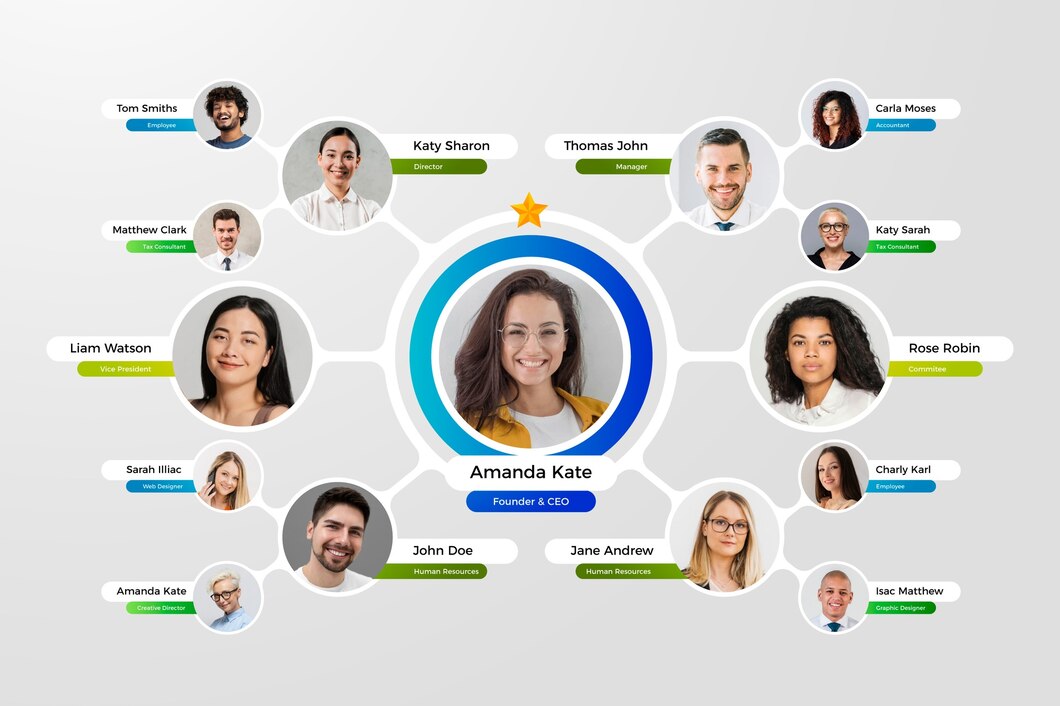 Tom Smiths
Employee
Katy Sharon
Director
Thomas John
Manager
Carla Moses
Accountant
Matthew Clark
Tax Consultant
Katy Sarah
Tax Consultant
Liam Watson
Vice President
Rose Robin
Commitee
Amanda Kate
Founder & CEO
Sarah Illiac
Web Designer
Charly Karl
Employee
John Doe
Human Resources
Jane Andrew
Human Resources
Amanda Kate
Creative Director
Isac Matthew
Graphic Designer